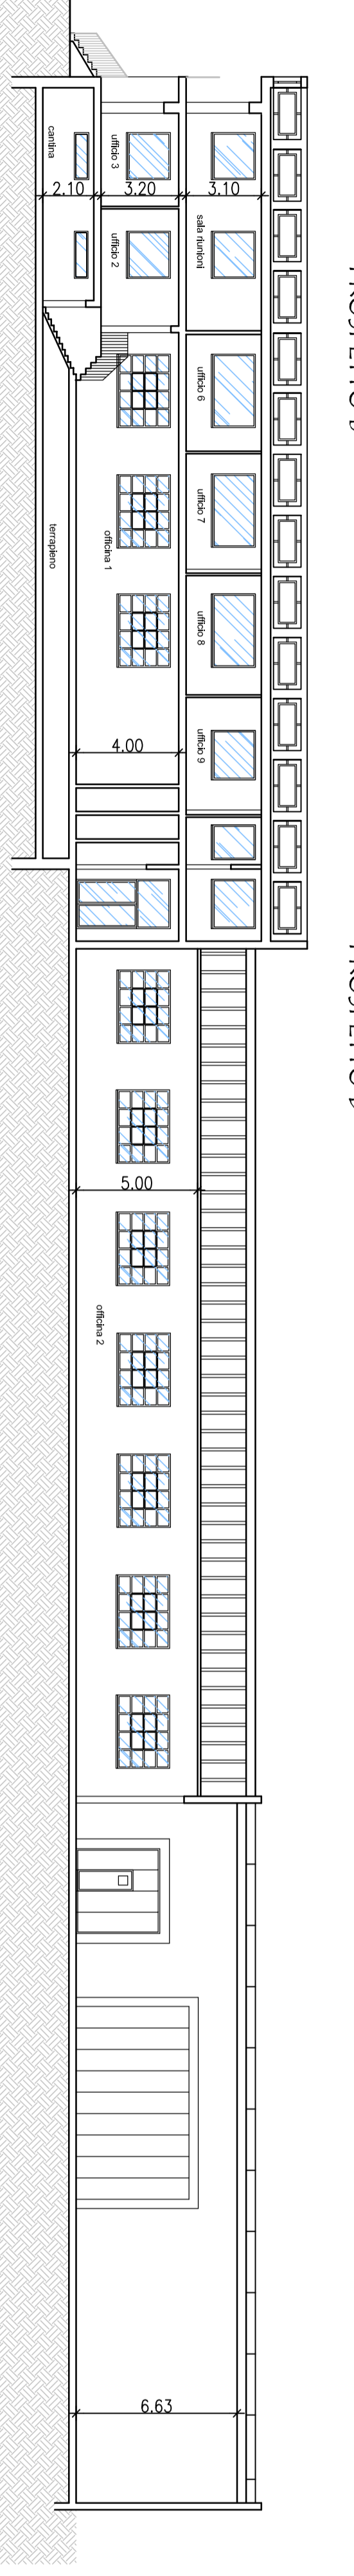 cantina
2.10
ufficio 3
3.20
3.10
ufficio 2
sala riunioni
ufficio 6
ufficio 7
officina 1
terrapieno
ufficio 8
ufficio 9
4.00
5.00
officina 2
6.63